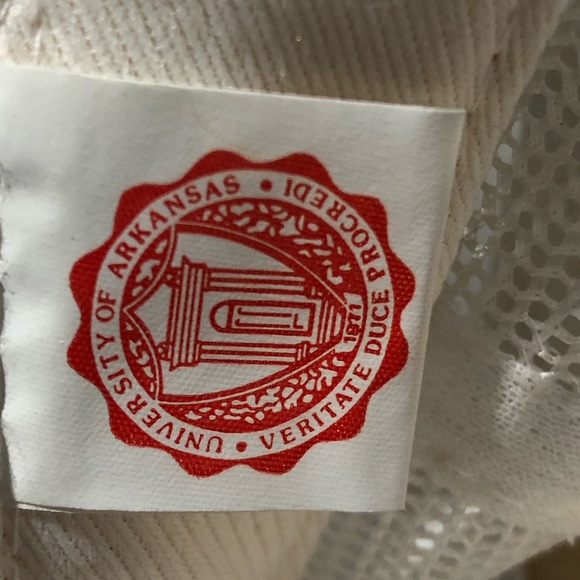 UNIVERSITY OF ARKANSAS
VERITATE DUCE PROGREDI
1871